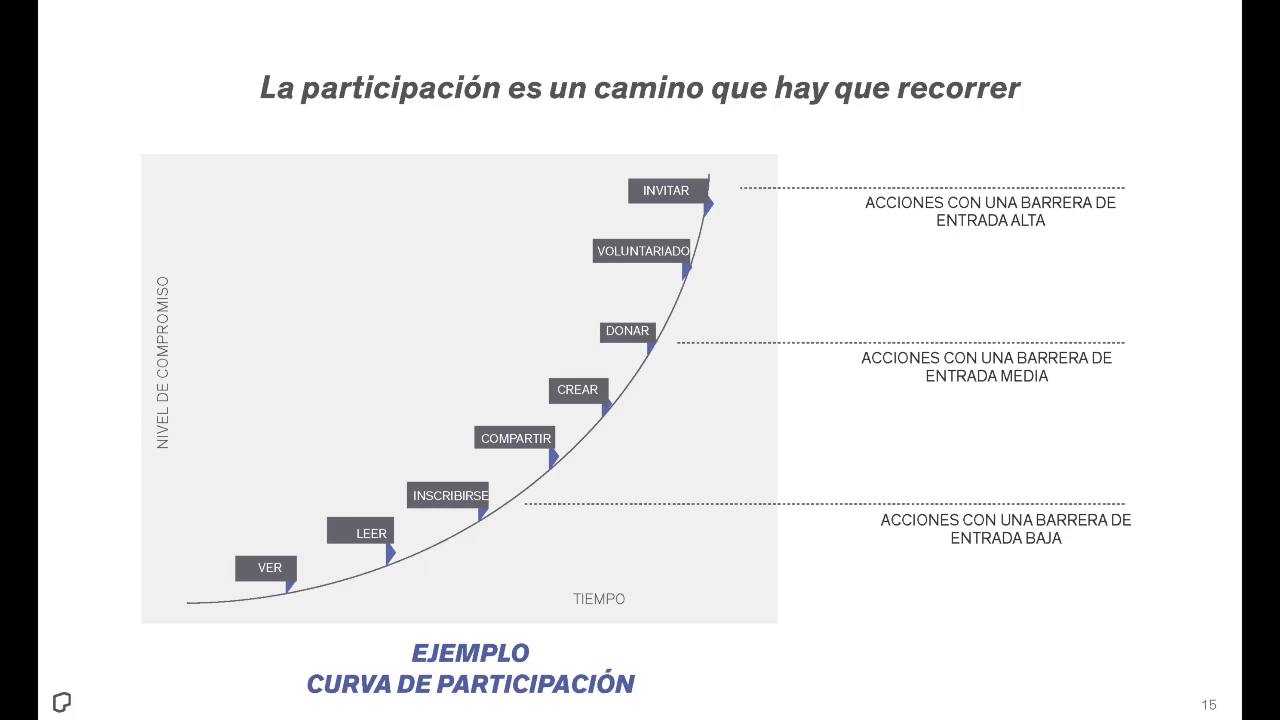 La participación es un camino que hay que recorrer
INVITAR
ACCIONES CON UNA BARRERA DE
ENTRADA ALTA
VOLUNTARIADO
NIVEL DE COMPROMISO
DONAR
ACCIONES CON UNA BARRERA DE
ENTRADA MEDIA
CREAR
COMPARTIR
INSCRIBIRSE
ACCIONES CON UNA BARRERA DE
ENTRADA BAJA
LEER
VER
TIEMPO
EJEMPLO
CURVA DE PARTICIPACIÓN
15